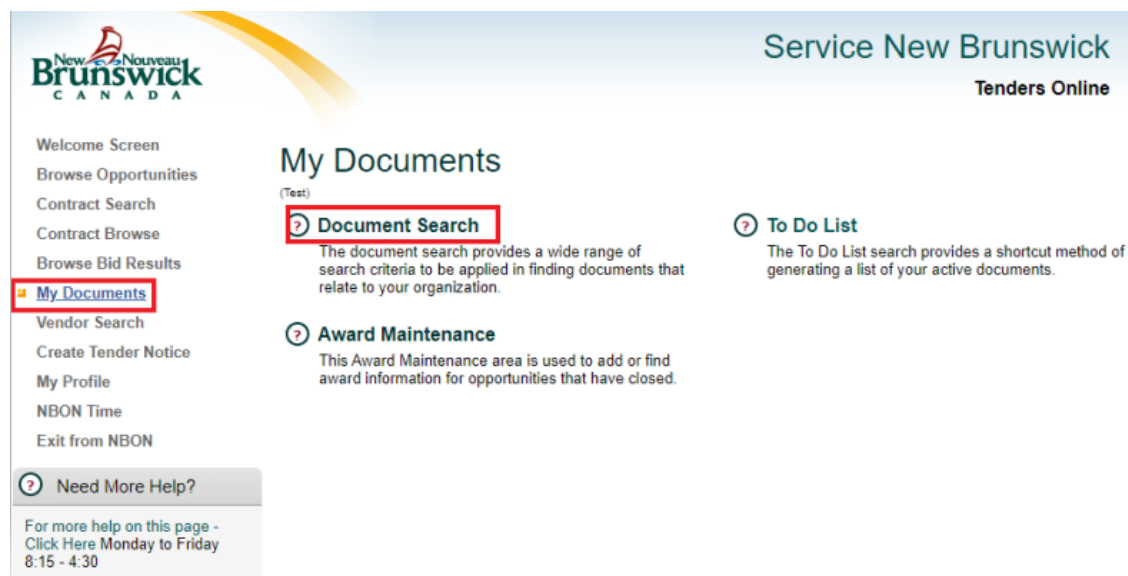 New Nouveau
Brunswick
CANADA
Service New Brunswick
Tenders Online
Welcome Screen
Browse Opportunities
Contract Search
Contract Browse
Browse Bid Results
My Documents
Vendor Search
Create Tender Notice
My Profile
NBON Time
Exit from NBON
? Need More Help?
For more help on this page -
Click Here Monday to Friday
8:15 - 4:30
My Documents
(Test)
? Document Search
The document search provides a wide range of
search criteria to be applied in finding documents that
relate to your organization.
? To Do List
The To Do List search provides a shortcut method of
generating a list of your active documents.
? Award Maintenance
This Award Maintenance area is used to add or find
award information for opportunities that have closed.